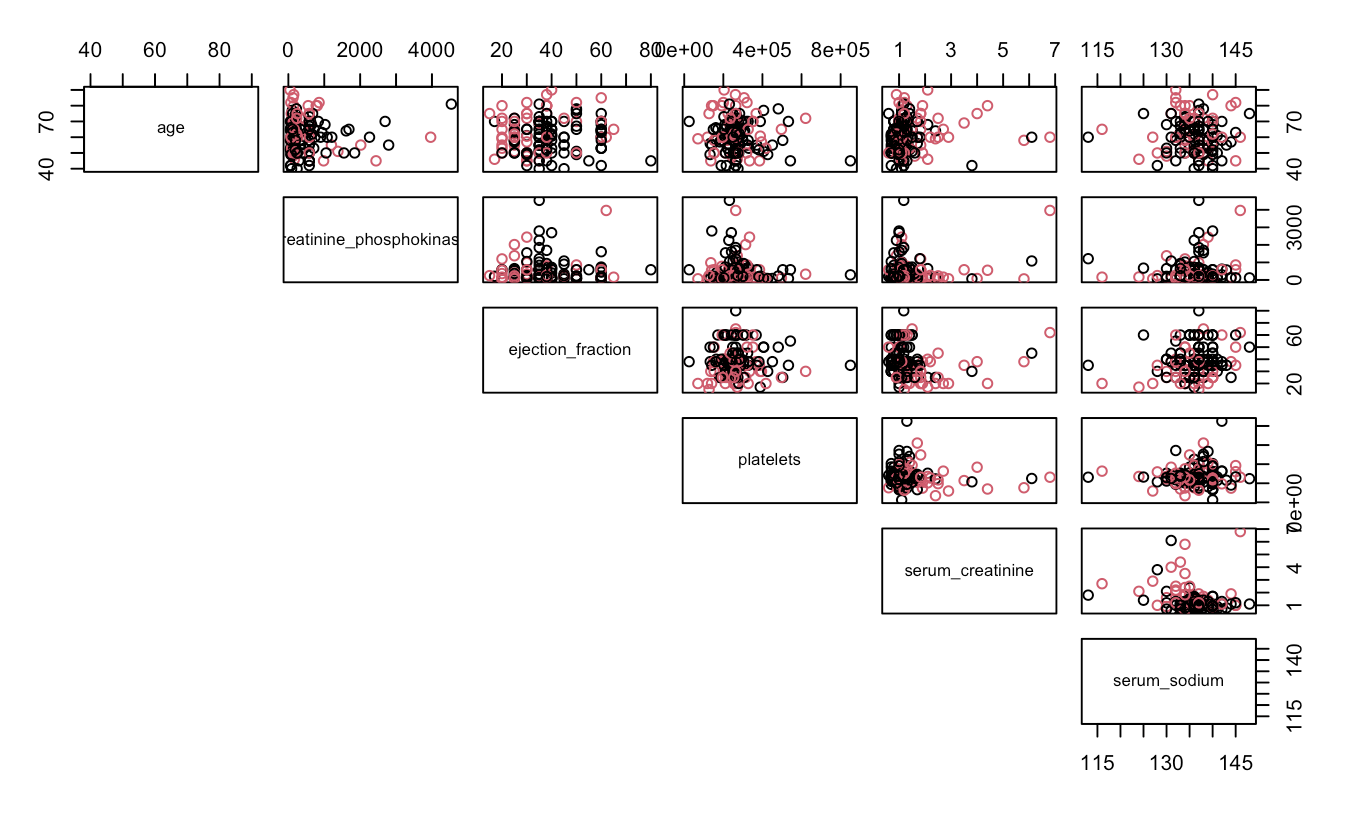 40 60 80 0 2000 4000 20 40 60 80 0e+00 4e+05 8e+05 1 3 5 7 115 130 145
40 70 age 40 70
reatinine_phosphokinas 0 3000
ejection_fraction 20 60
platelets 0e+00
serum_creatinine 1 4 7
serum_sodium 115 140
115 130 145